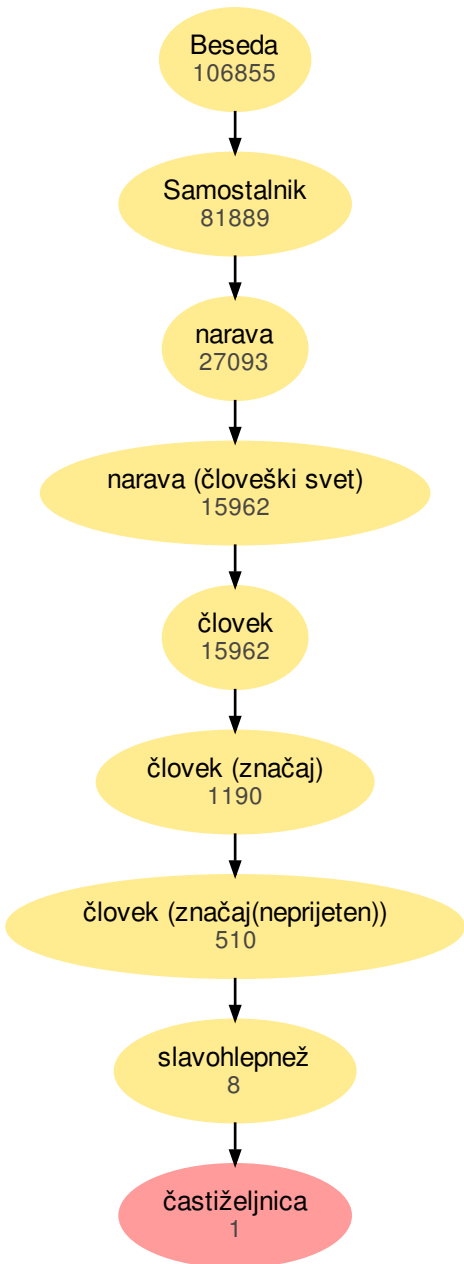 Beseda
106855
Samostalnik
81889
narava
27093
narava (človeški svet)
15962
človek
15962
človek (značaj)
1190
človek (značaj(neprijeten))
510
slavohlepnež
8
častiželjnica
1